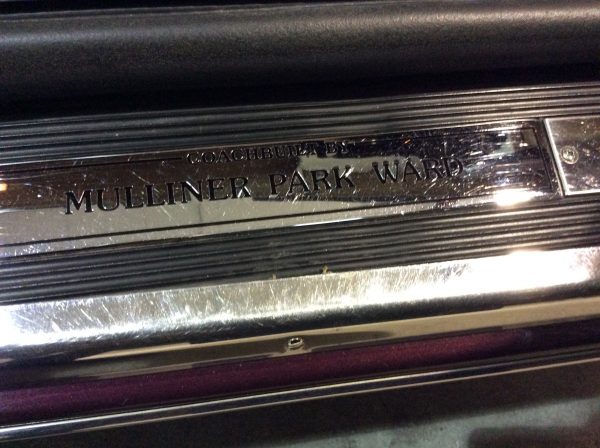 COACHBUILT BY
MULLINER PARK WARD